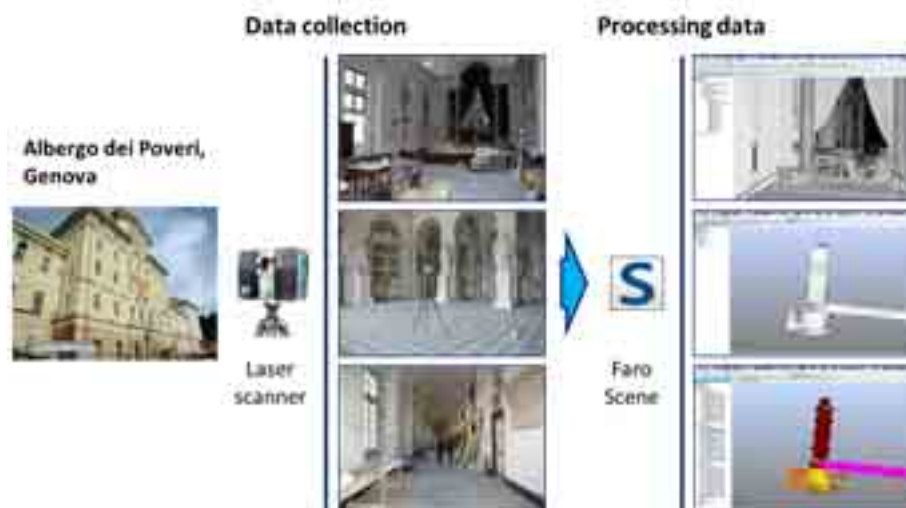 Data collection
Processing data
Albergo dei Poveri,
Genova
S
Laser
scanner
Faro
Scene